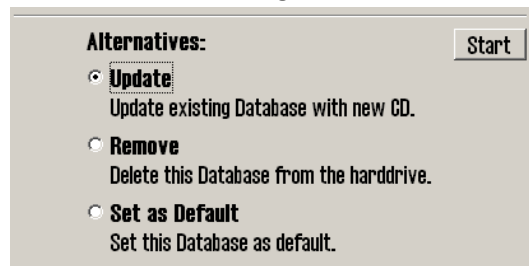 Alternatives:
Start
Update
Update existing Database with new CD.
Remove
Delete this Database from the harddrive.
Set as Default
Set this Database as default.